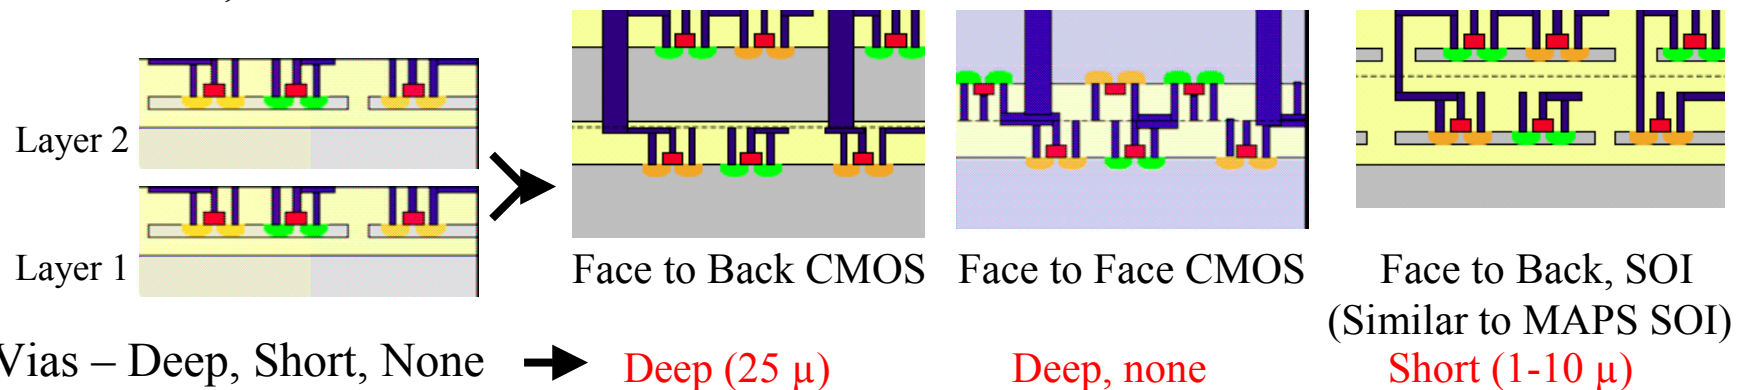 Layer 2
Layer 1
Face to Back CMOS
Face to Face CMOS
Face to Back, SOI
(Similar to MAPS SOI)
Vias – Deep, Short, None
Deep (25 μ)
Deep, none
Short (1-10 μ)